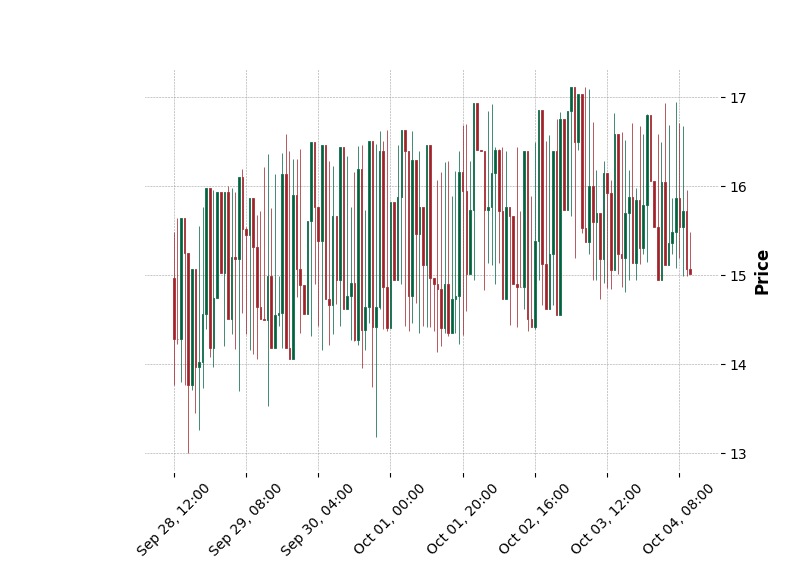 17
16
15
14
13
Price
Sep 28, 12:00
Sep 29, 08:00
Sep 30, 04:00
Oct 01, 00:00
Oct 01, 20:00
Oct 02, 16:00
Oct 03, 12:00
Oct 04, 08:00